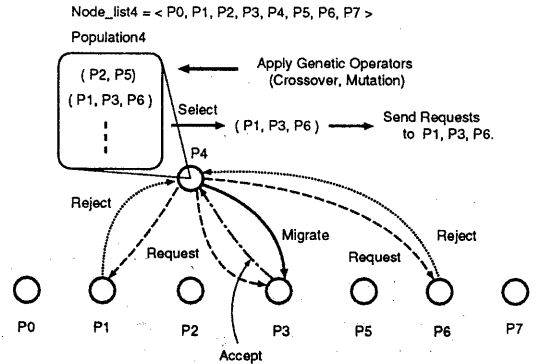 Node_list4 = < P0, P1, P2, P3, P4, P5, P6, P7 >
Population4
( P2, P5)
( P1, P3, P6)
Apply Genetic Operators
(Crossover, Mutation)
Select
( P1, P3, P6 )
Send Requests
to P1, P3, P6.
P4
Reject
Request
Migrate
Request
Reject
P0
P1
P2
P3
P5
P6
P7
Accept